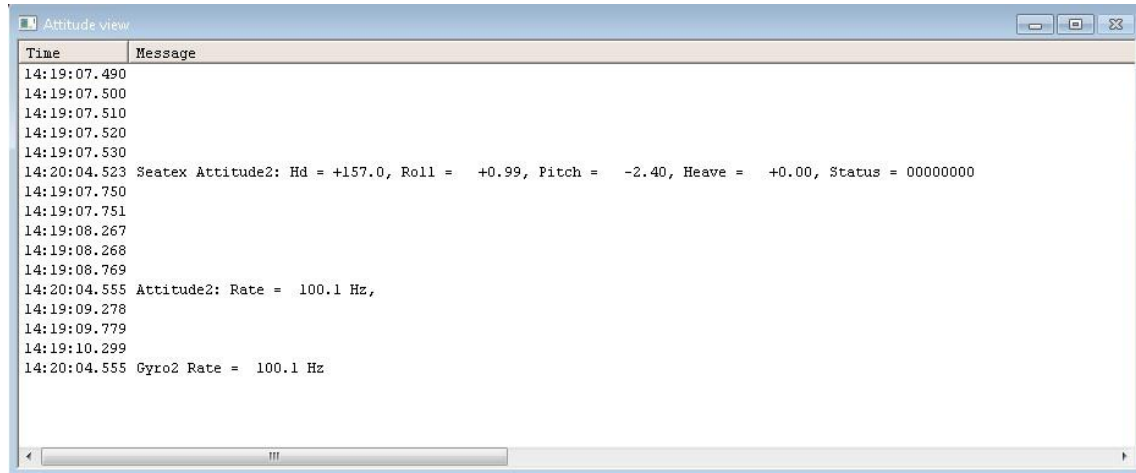 Attitude view
Time Message
14:19:07.490
14:19:07.500
14:19:07.510
14:19:07.520
14:19:07.530
14:20:04.523 Seatex Attitude2: Hd = +157.0, Roll =   +0.99, Pitch =   -2.40, Heave =   +0.00, Status = 00000000
14:19:07.750
14:19:07.751
14:19:08.267
14:19:08.268
14:19:08.769
14:20:04.555 Attitude2: Rate =  100.1 Hz,
14:19:09.278
14:19:09.779
14:19:10.299
14:20:04.555 Gyro2 Rate =  100.1 Hz